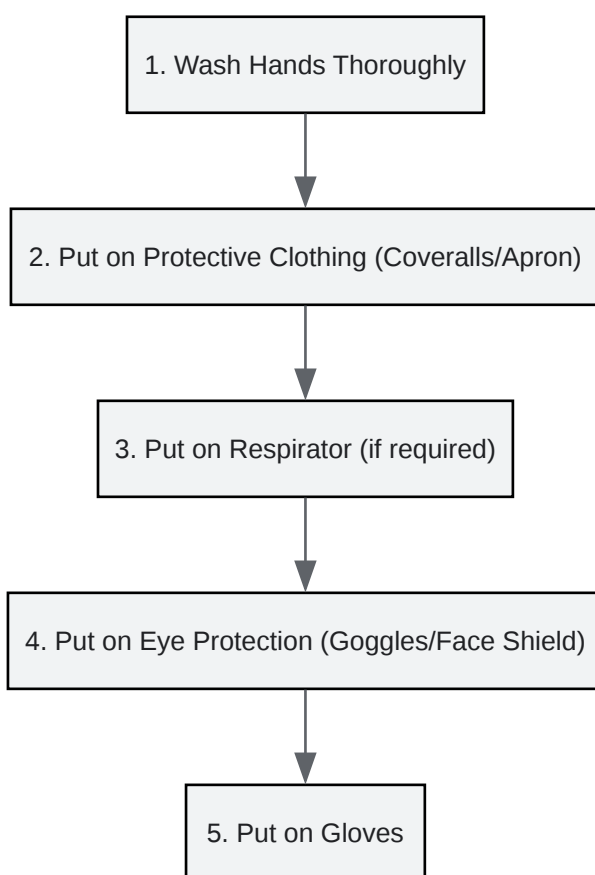 1. Wash Hands Thoroughly
2. Put on Protective Clothing (Coveralls/Apron)
3. Put on Respirator (if required)
4. Put on Eye Protection (Goggles/Face Shield)
5. Put on Gloves